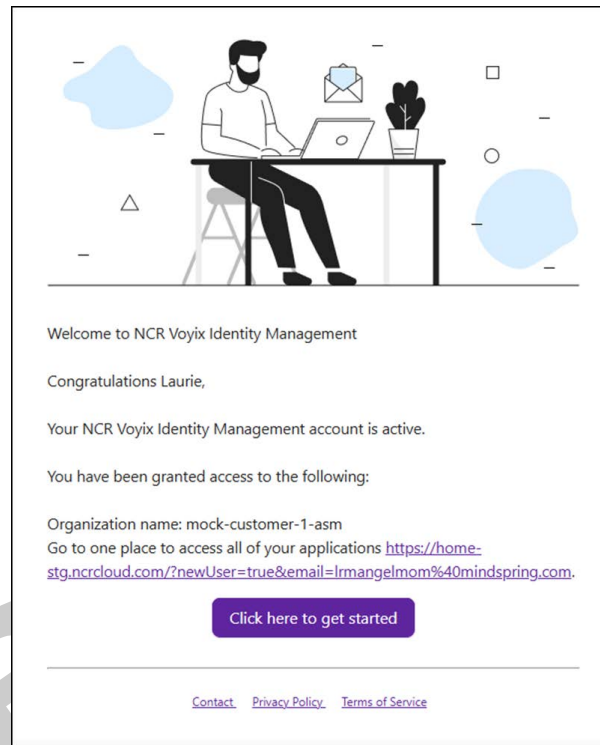 Welcome to NCR Voyix Identity Management
Congratulations Laurie,
Your NCR Voyix Identity Management account is active.
You have been granted access to the following:
Organization name: mock-customer-1-asm
Go to one place to access all of your applications https://home-
stg.ncrcloud.com/?newUser=true&email=lrmangelmom%40mindspring.com.
Click here to get started
Contact Privacy Policy Terms of Service